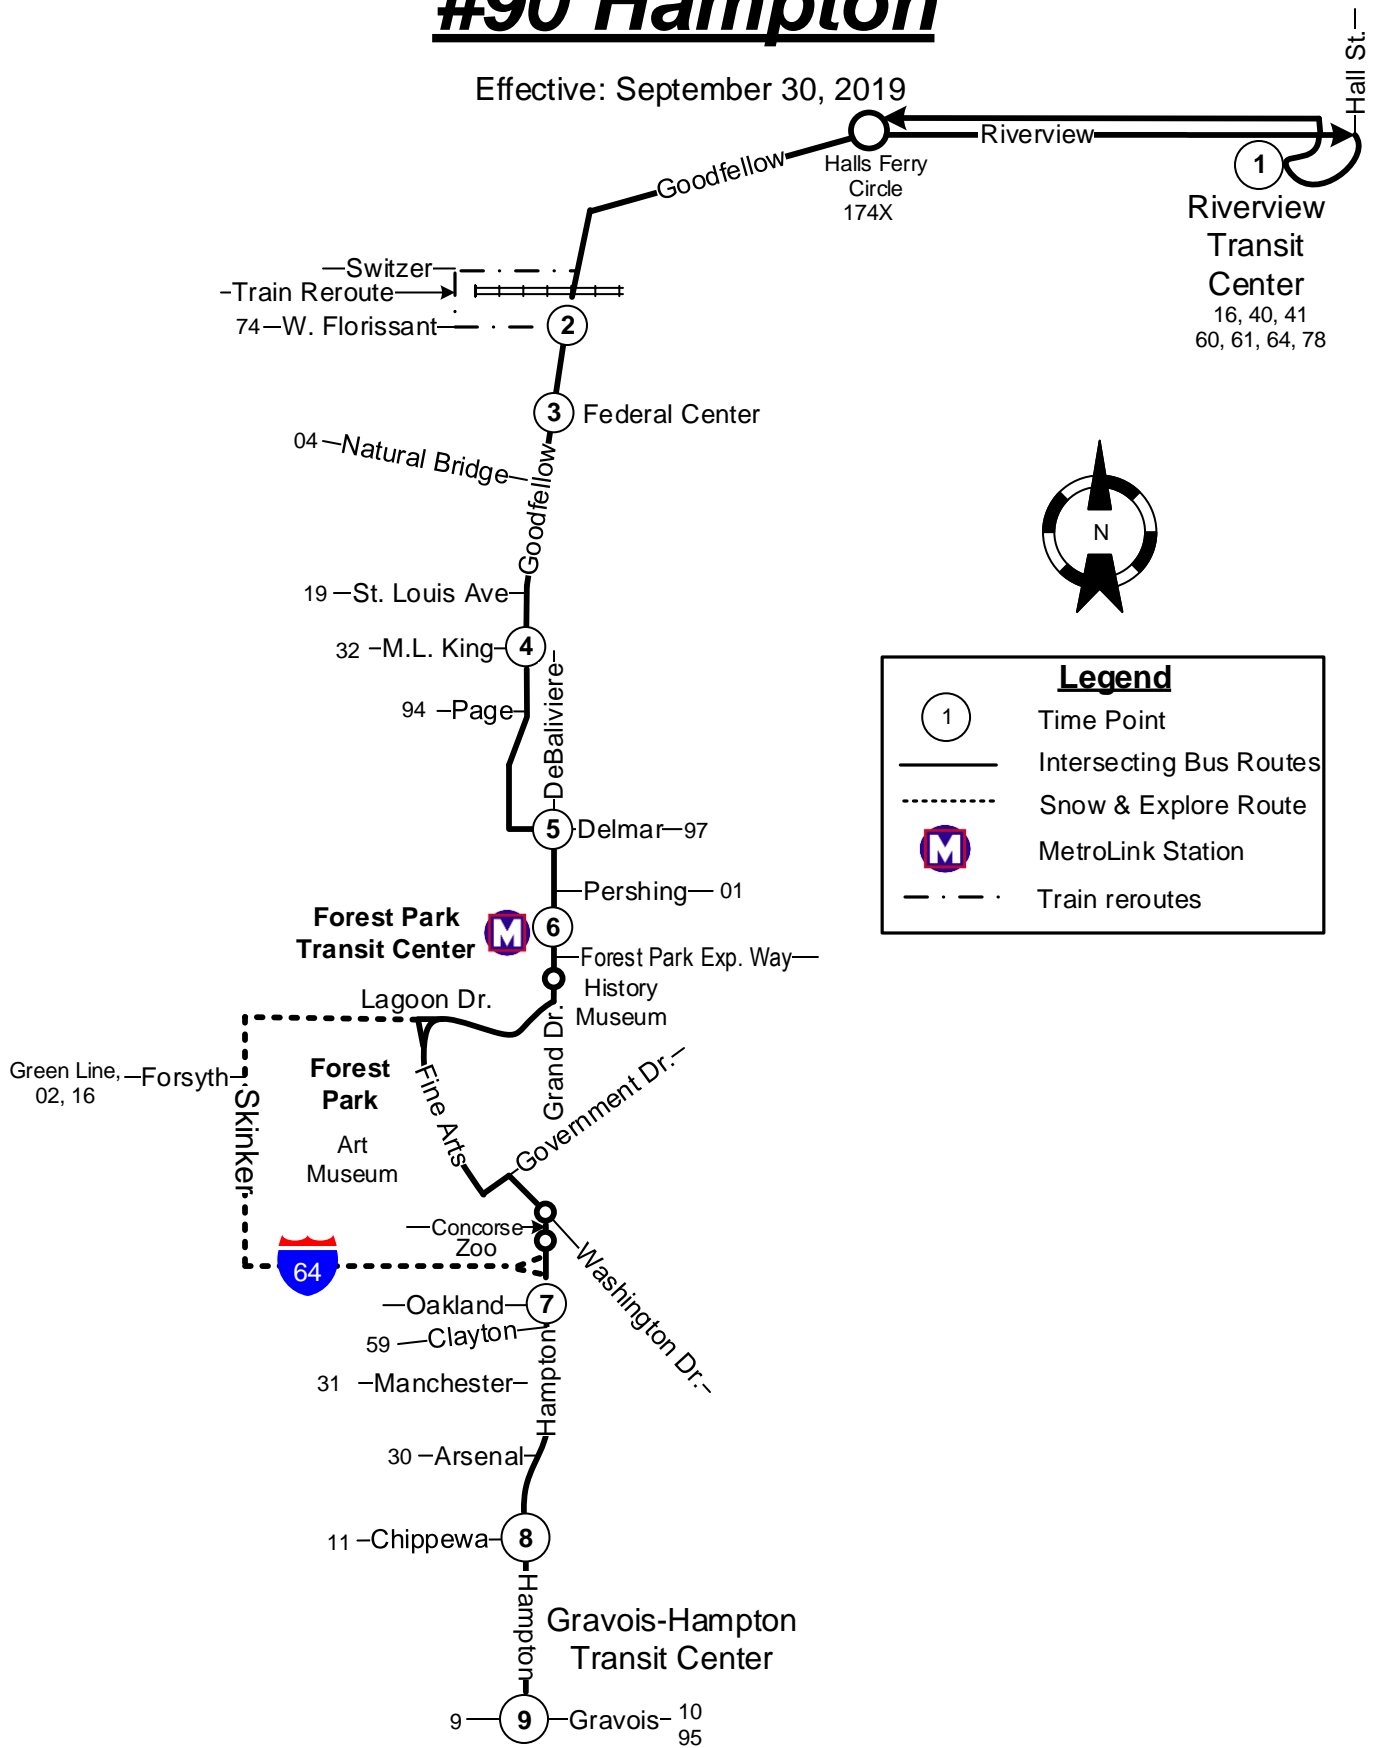 #90 Hampton
Effective: September 30, 2019
Hall St.
Riverview
Goodfellow
Halls Ferry
Circle
174X
1
Riverview
Transit
Center
16, 40, 41
60, 61, 64, 78
Switzer
Train Reroute
74 W. Florissant
2
3 Federal Center
04 Natural Bridge
Goodfellow
N
19 St. Louis Ave
32 M.L. King
4
DeBaliviere
94 Page
Legend
1 Time Point
Intersecting Bus Routes
Snow & Explore Route
M MetroLink Station
Train reroutes
5 Delmar 97
Pershing 01
Forest Park
Transit Center
M
6
Forest Park Exp. Way
History
Museum
Lagoon Dr.
Grand Dr.
Green Line,
02, 16
Forsyth
Skinker
Forest
Park
Art
Museum
Fine Arts
Government Dr.
Concorse
Zoo
Washington Dr.
64
Oakland 7
59 Clayton
Hampton
31 Manchester
30 Arsenal
11 Chippewa 8
Hampton
Gravois-Hampton
Transit Center
9 9 Gravois 10
95